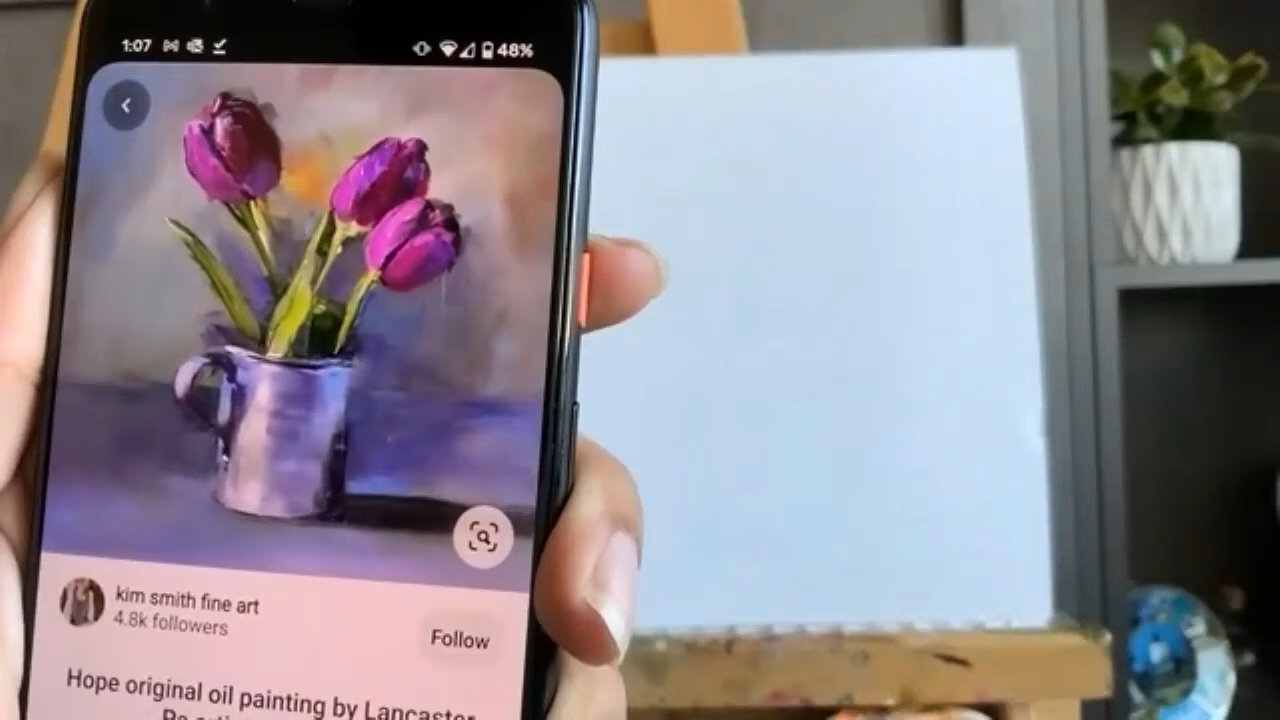 1:07
48%
kim smith fine art
4.8k followers
Follow
Hope original oil painting by Lancaster